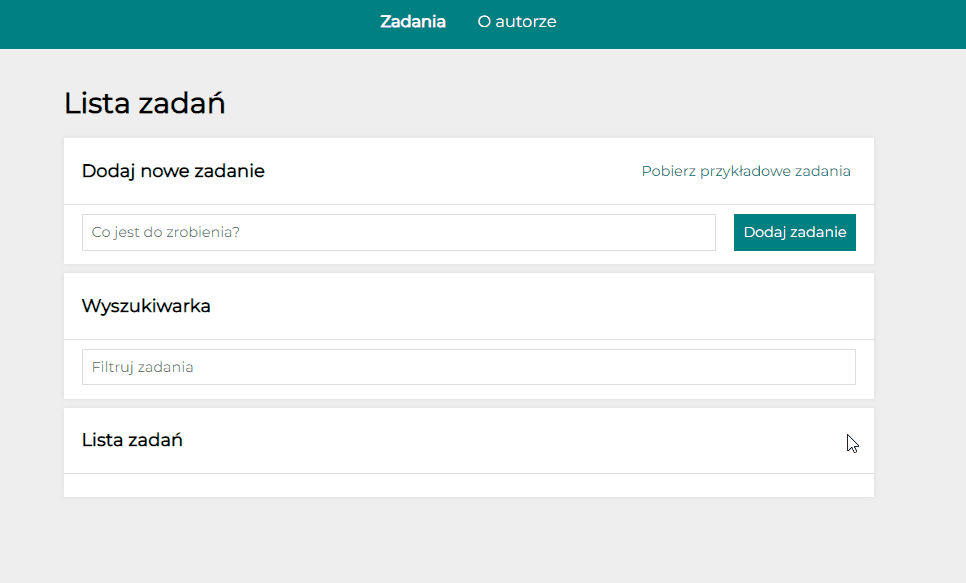 Zadania O autorze
Lista zadań
Dodaj nowe zadanie Pobierz przykładowe zadania
Co jest do zrobienia? Dodaj zadanie
Wyszukiwarka
Filtruj zadania
Lista zadań